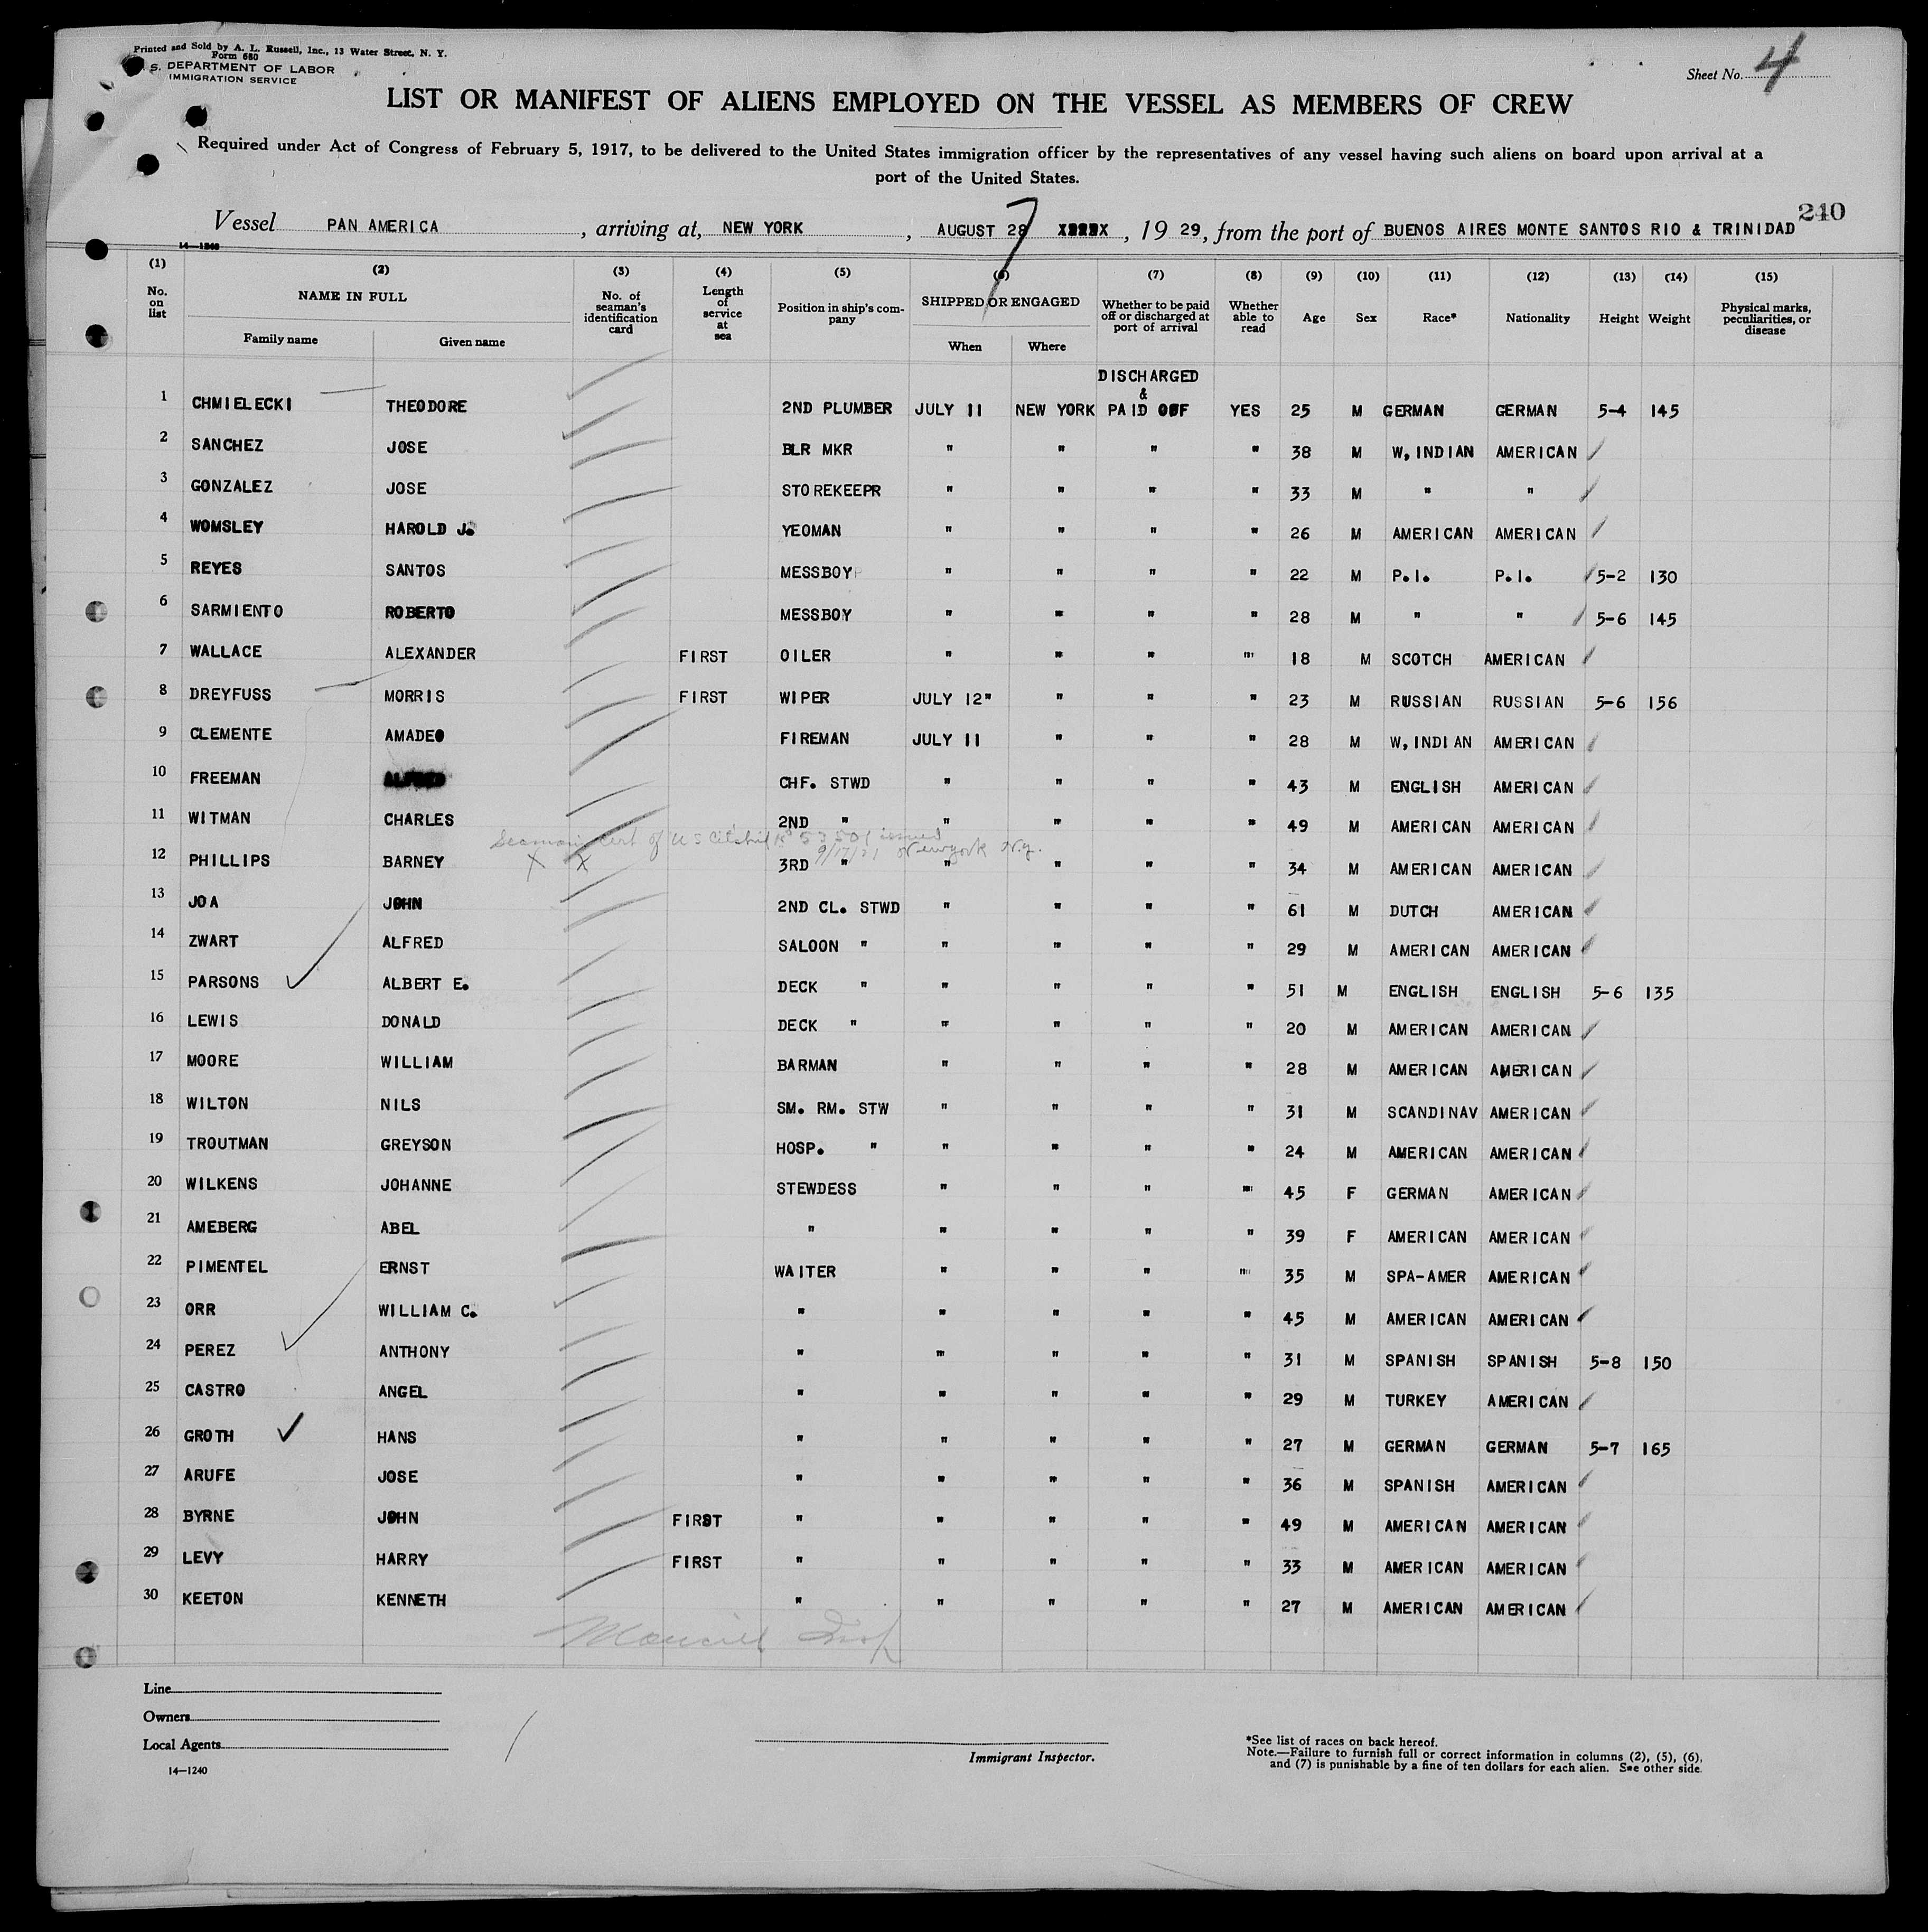 Printed and Sold by A. L. Russell, Inc., 13 Water Street, N. Y.
Form 680
S. DEPARTMENT OF LABOR
IMMIGRATION SERVICE
Sheet No. 4
LIST OR MANIFEST OF ALIENS EMPLOYED ON THE VESSEL AS MEMBERS OF CREW
Required under Act of Congress of February 5, 1917, to be delivered to the United States immigration officer by the representatives of any vessel having such aliens on board upon arrival at a
port of the United States.
240
Vessel PAN AMERICA, arriving at, NEW YORK, AUGUST 28, 19 29, from the port of BUENOS AIRES MONTE SANTOS RIO & TRINIDAD
14—1240
(1) (2) (3) (4) (5) (6) (7) (8) (9) (10) (11) (12) (13) (14) (15)
No. on list NAME IN FULL Family name Given name No. of seaman's identification card Length of service at sea Position in ship's company SHIPPED OR ENGAGED When Where Whether to be paid off or discharged at port of arrival Whether able to read Age Sex Race* Nationality Height Weight Physical marks, peculiarities, or disease
DISCHARGED
&
1 CHMIELECKI THEODORE 2ND PLUMBER JULY 11 NEW YORK PAID OFF YES 25 M GERMAN GERMAN 5-4 145
2 SANCHEZ JOSE BLR MKR " " " " 38 M W, INDIAN AMERICAN
3 GONZALEZ JOSE STOREKEEPR " " " " 33 M " "
4 WOMSLEY HAROLD J. YEOMAN " " " " 26 M AMERICAN AMERICAN
5 REYES SANTOS MESSBOY " " " " 22 M P.I. P.I. 5-2 130
6 SARMIENTO ROBERTO MESSBOY " " " " 28 M " " 5-6 145
7 WALLACE ALEXANDER FIRST OILER " " " " 18 M SCOTCH AMERICAN
8 DREYFUSS MORRIS FIRST WIPER JULY 12" " " " 23 M RUSSIAN RUSSIAN 5-6 156
9 CLEMENTE AMADEO FIREMAN JULY 11 " " " 28 M W, INDIAN AMERICAN
10 FREEMAN ALFRED CHF. STWD " " " " 43 M ENGLISH AMERICAN
11 WITMAN CHARLES 2ND " " " " " 49 M AMERICAN AMERICAN
Seaman's Cert of US Citship No 53501 issued
9/17/21 New York N.Y.
12 PHILLIPS BARNEY X X 3RD " " " " " 34 M AMERICAN AMERICAN
13 JOA JOHN 2ND CL. STWD " " " " 61 M DUTCH AMERICAN
14 ZWART ALFRED SALOON " " " " " 29 M AMERICAN AMERICAN
15 PARSONS ALBERT E. DECK " " " " " 51 M ENGLISH ENGLISH 5-6 135
16 LEWIS DONALD DECK " " " " " 20 M AMERICAN AMERICAN
17 MOORE WILLIAM BARMAN " " " " 28 M AMERICAN AMERICAN
18 WILTON NILS SM. RM. STW " " " " 31 M SCANDINAV AMERICAN
19 TROUTMAN GREYSON HOSP. " " " " " 24 M AMERICAN AMERICAN
20 WILKENS JOHANNE STEWDESS " " " " 45 F GERMAN AMERICAN
21 AMEBERG ABEL " " " " " 39 F AMERICAN AMERICAN
22 PIMENTEL ERNST WAITER " " " " 35 M SPA-AMER AMERICAN
23 ORR WILLIAM C. " " " " " 45 M AMERICAN AMERICAN
24 PEREZ ANTHONY " " " " " 31 M SPANISH SPANISH 5-8 150
25 CASTRO ANGEL " " " " " 29 M TURKEY AMERICAN
26 GROTH HANS " " " " " 27 M GERMAN GERMAN 5-7 165
27 ARUFE JOSE " " " " " 36 M SPANISH AMERICAN
28 BYRNE JOHN FIRST " " " " " 49 M AMERICAN AMERICAN
29 LEVY HARRY FIRST " " " " " 33 M AMERICAN AMERICAN
30 KEETON KENNETH " " " " " 27 M AMERICAN AMERICAN
Line
Owners
Local Agents
14—1240
Immigrant Inspector.
*See list of races on back hereof.
Note.—Failure to furnish full or correct information in columns (2), (5), (6),
and (7) is punishable by a fine of ten dollars for each alien. See other side.